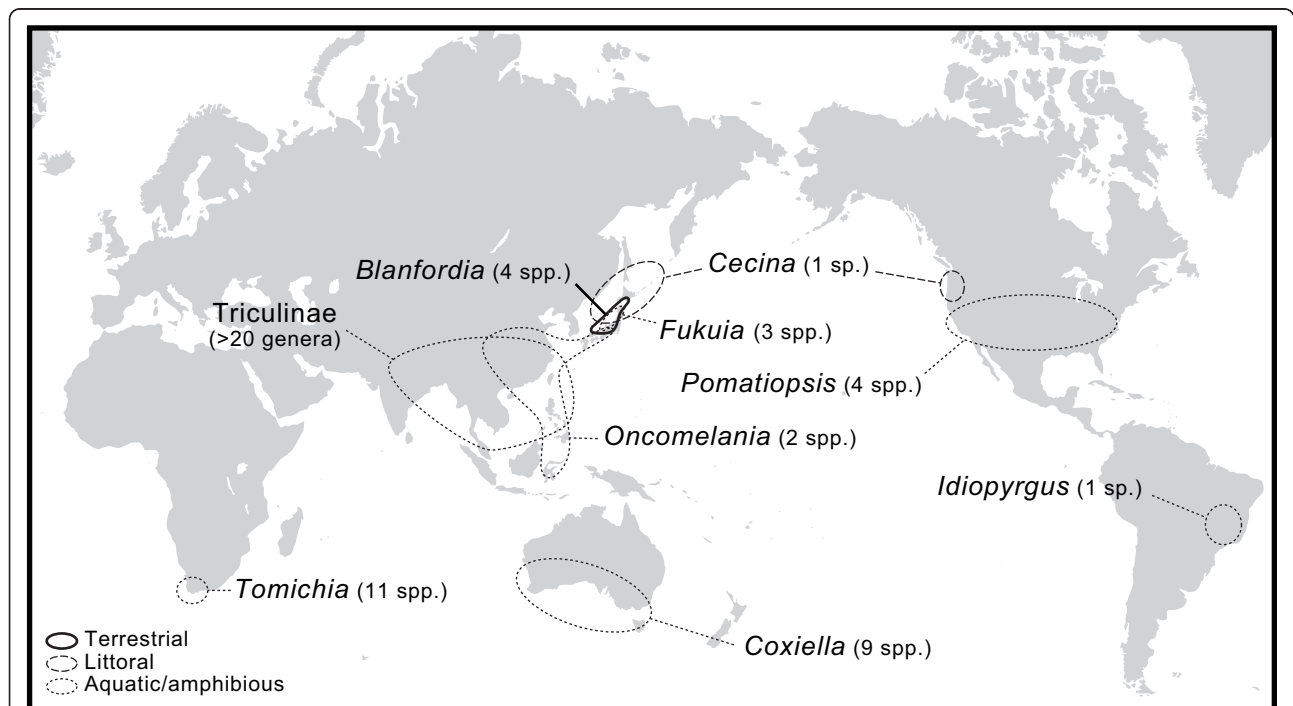 Blanfordia (4 spp.)
Cecina (1 sp.)
Triculinae
(>20 genera)
Fukuia (3 spp.)
Pomatiopsis (4 spp.)
Oncomelania (2 spp.)
Idiopyrgus (1 sp.)
Tomichia (11 spp.)
Coxiella (9 spp.)
Terrestrial
Littoral
Aquatic/amphibious